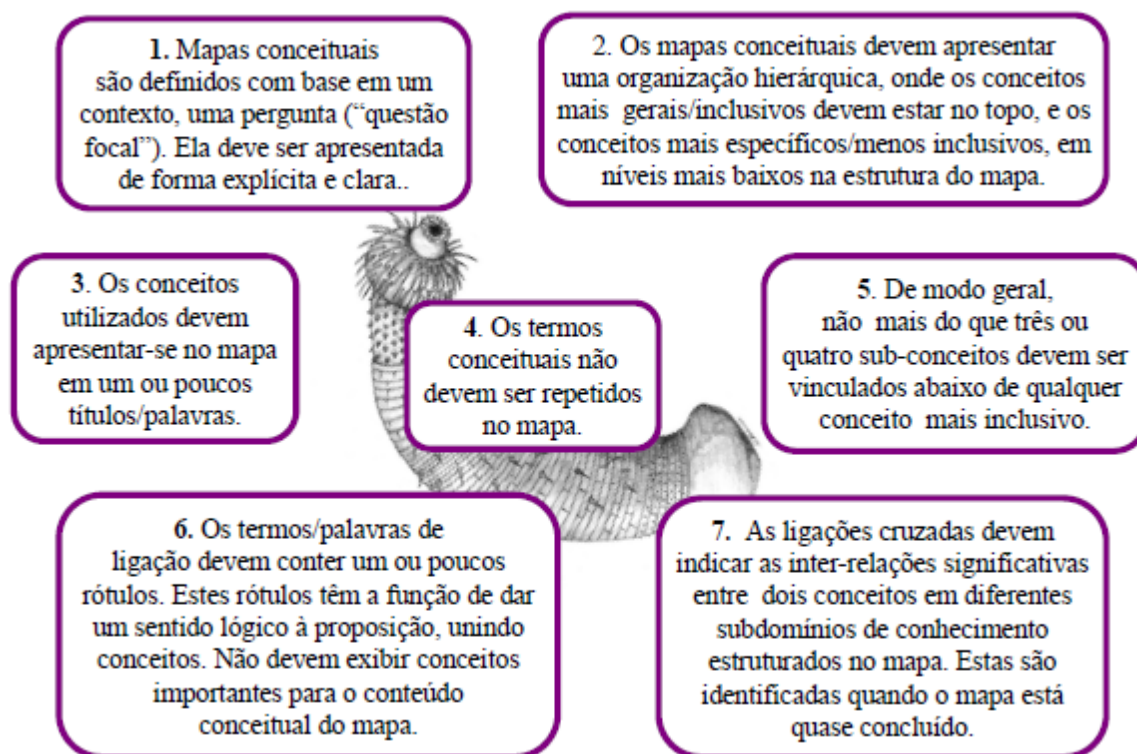 1. Mapas conceituais
são definidos com base em um
contexto, uma pergunta (“questão
focal”). Ela deve ser apresentada
de forma explícita e clara..
2. Os mapas conceituais devem apresentar
uma organização hierárquica, onde os conceitos
mais gerais/inclusivos devem estar no topo, e os
conceitos mais específicos/menos inclusivos, em
níveis mais baixos na estrutura do mapa.
3. Os conceitos
utilizados devem
apresentar-se no mapa
em um ou poucos
títulos/palavras.
4. Os termos
conceituais não
devem ser repetidos
no mapa.
5. De modo geral,
não mais do que três ou
quatro sub-conceitos devem ser
vinculados abaixo de qualquer
conceito mais inclusivo.
6. Os termos/palavras de
ligação devem conter um ou poucos
rótulos. Estes rótulos têm a função de dar
um sentido lógico à proposição, unindo
conceitos. Não devem exibir conceitos
importantes para o conteúdo
conceitual do mapa.
7. As ligações cruzadas devem
indicar as inter-relações significativas
entre dois conceitos em diferentes
subdomínios de conhecimento
estruturados no mapa. Estas são
identificadas quando o mapa está
quase concluído.